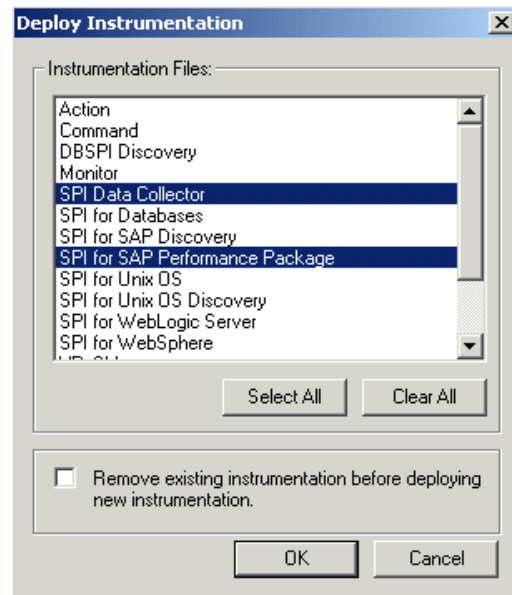 Deploy Instrumentation
Instrumentation Files:
Action
Command
DBSPI Discovery
Monitor
SPI Data Collector
SPI for Databases
SPI for SAP Discovery
SPI for SAP Performance Package
SPI for Unix OS
SPI for Unix OS Discovery
SPI for WebLogic Server
SPI for WebSphere
Select All
Clear All
Remove existing instrumentation before deploying
new instrumentation.
OK
Cancel